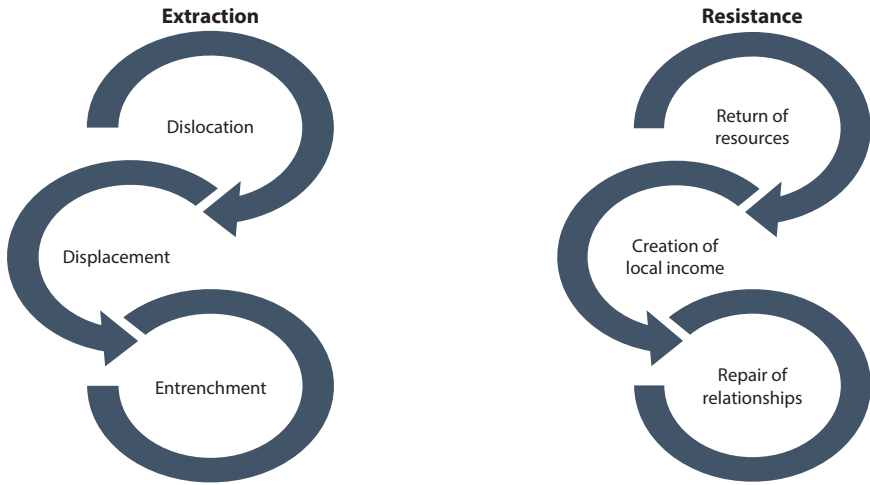 Extraction
Dislocation
Displacement
Entrenchment
Resistance
Return of
resources
Creation of
local income
Repair of
relationships